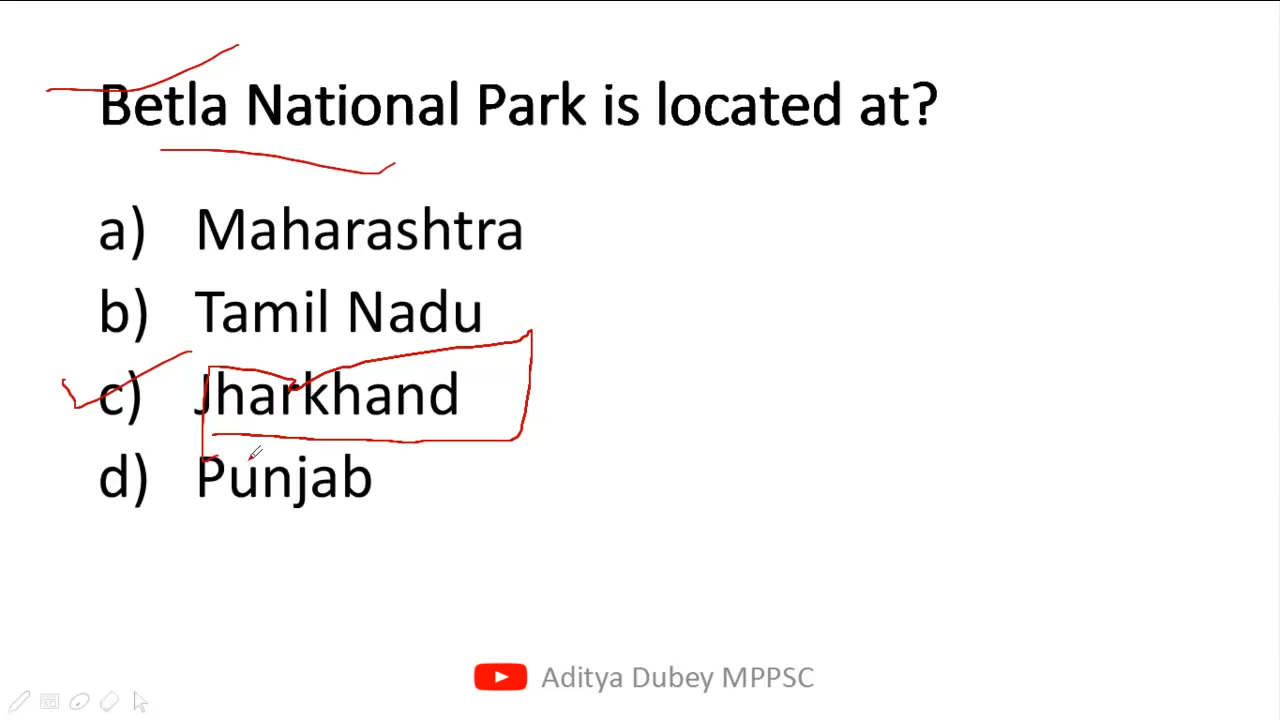 Betla National Park is located at?
a) Maharashtra
b) Tamil Nadu
c) Jharkhand
d) Punjab
Aditya Dubey MPPSC